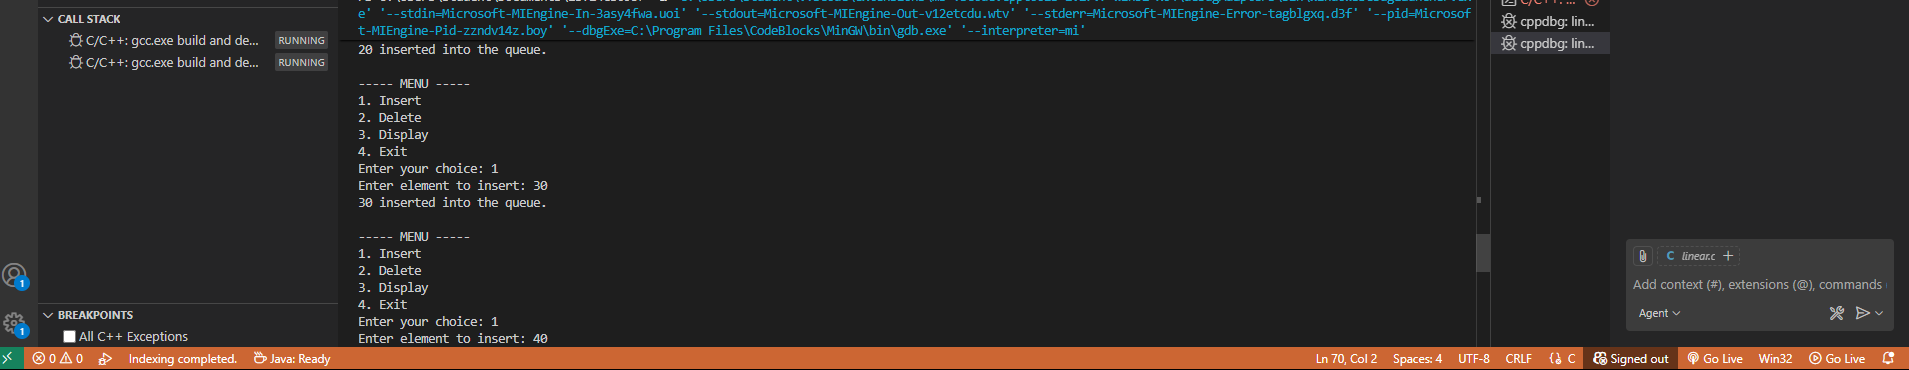 CALL STACK
C/C++: gcc.exe build and de... RUNNING
C/C++: gcc.exe build and de... RUNNING
BREAKPOINTS
All C++ Exceptions
e' '--stdin=Microsoft-MIEngine-In-3asy4fwa.uoi' '--stdout=Microsoft-MIEngine-Out-v12etcdu.wtv' '--stderr=Microsoft-MIEngine-Error-tagblgxq.d3f' '--pid=Microsof
t-MIEngine-Pid-zzndv14z.boy' '--dbgExe=C:\Program Files\CodeBlocks\MinGW\bin\gdb.exe' '--interpreter=mi'
20 inserted into the queue.
----- MENU -----
1. Insert
2. Delete
3. Display
4. Exit
Enter your choice: 1
Enter element to insert: 30
30 inserted into the queue.
----- MENU -----
1. Insert
2. Delete
3. Display
4. Exit
Enter your choice: 1
Enter element to insert: 40
cppdbg: lin...
cppdbg: lin...
C linear.c +
Add context (#), extensions (@), commands
Agent
1
1
0 0 Indexing completed. Java: Ready Ln 70, Col 2 Spaces: 4 UTF-8 CRLF {} C Signed out Go Live Win32 Go Live